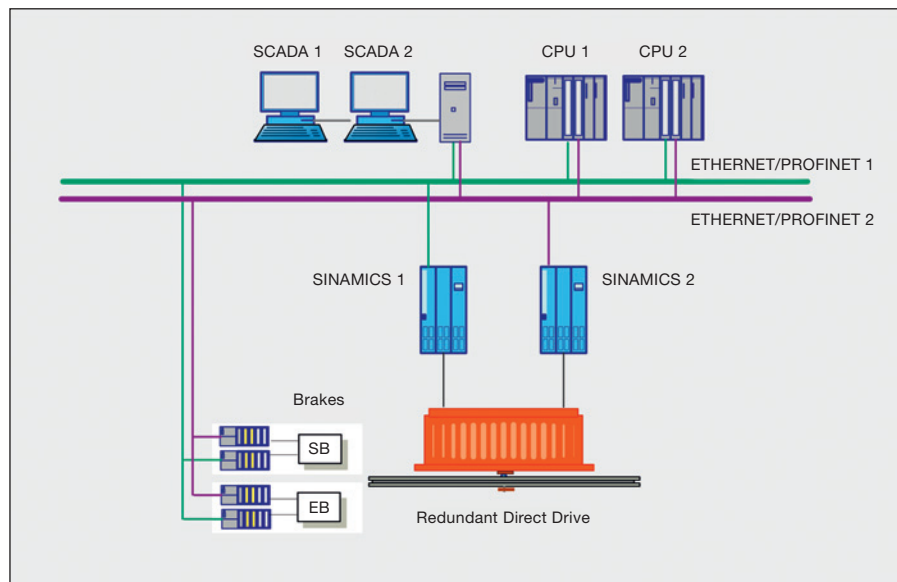 SCADA 1 SCADA 2 CPU 1 CPU 2
ETHERNET/PROFINET 1
ETHERNET/PROFINET 2
SINAMICS 1 SINAMICS 2
Brakes
SB
EB
Redundant Direct Drive